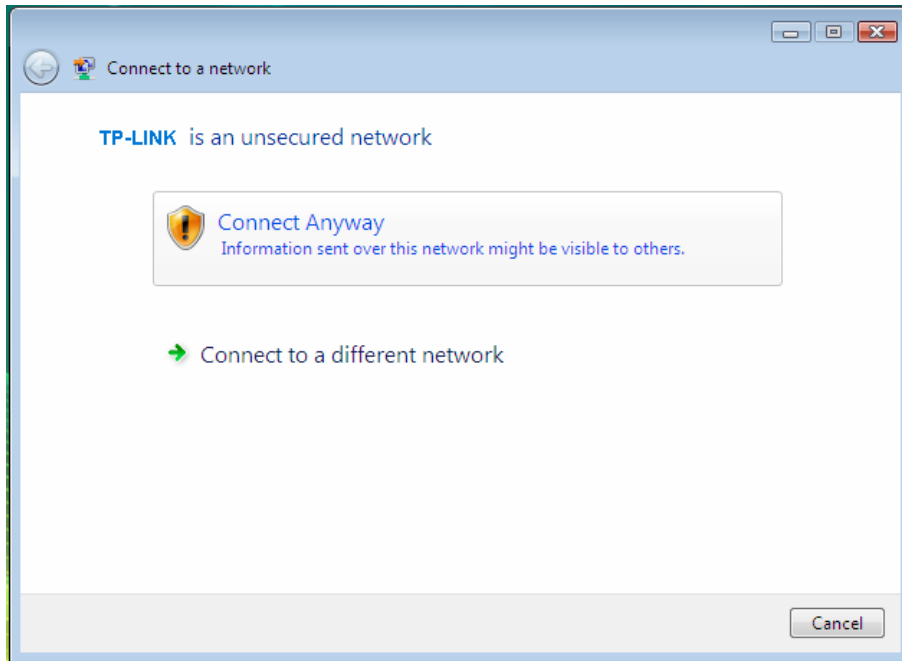 Connect to a network
TP-LINK is an unsecured network
Connect Anyway
Information sent over this network might be visible to others.
Connect to a different network
Cancel